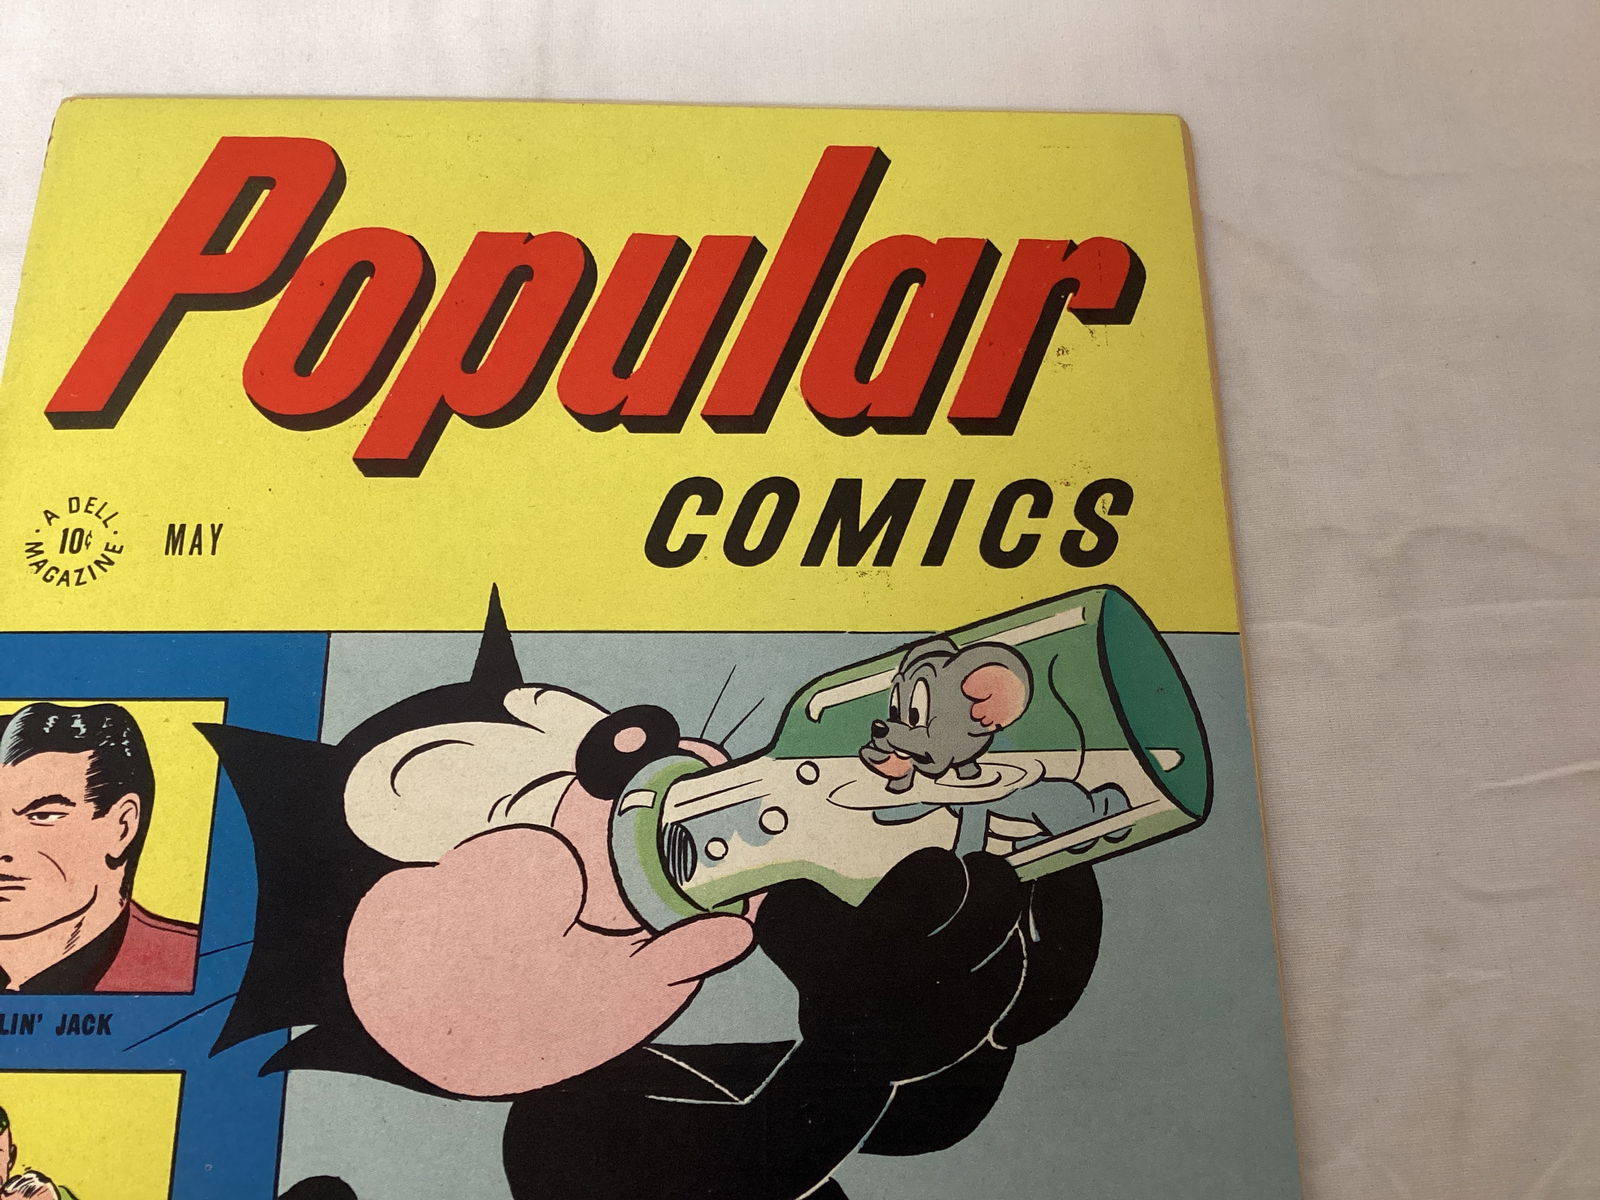 Popular
COMICS
A DELL
10¢
MAGAZINE
MAY
LIN' JACK